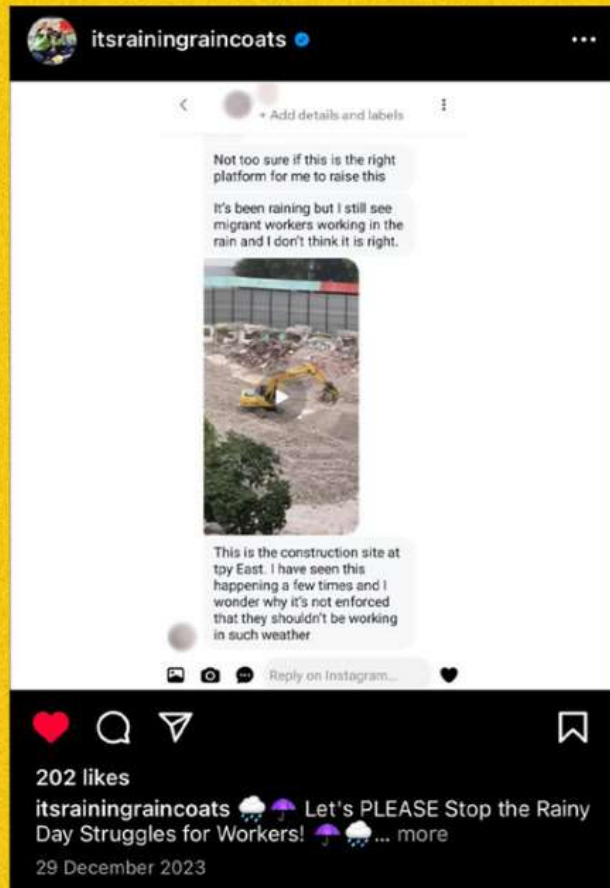 itsrainingraincoats
+ Add details and labels
Not too sure if this is the right
platform for me to raise this
It's been raining but I still see
migrant workers working in the
rain and I don't think it is right.
This is the construction site at
tpy East. I have seen this
happening a few times and I
wonder why it's not enforced
that they shouldn't be working
in such weather
Reply on Instagram...
202 likes
itsrainingraincoats 🌧️☂️ Let's PLEASE Stop the Rainy
Day Struggles for Workers! ☂️🌧️... more
29 December 2023